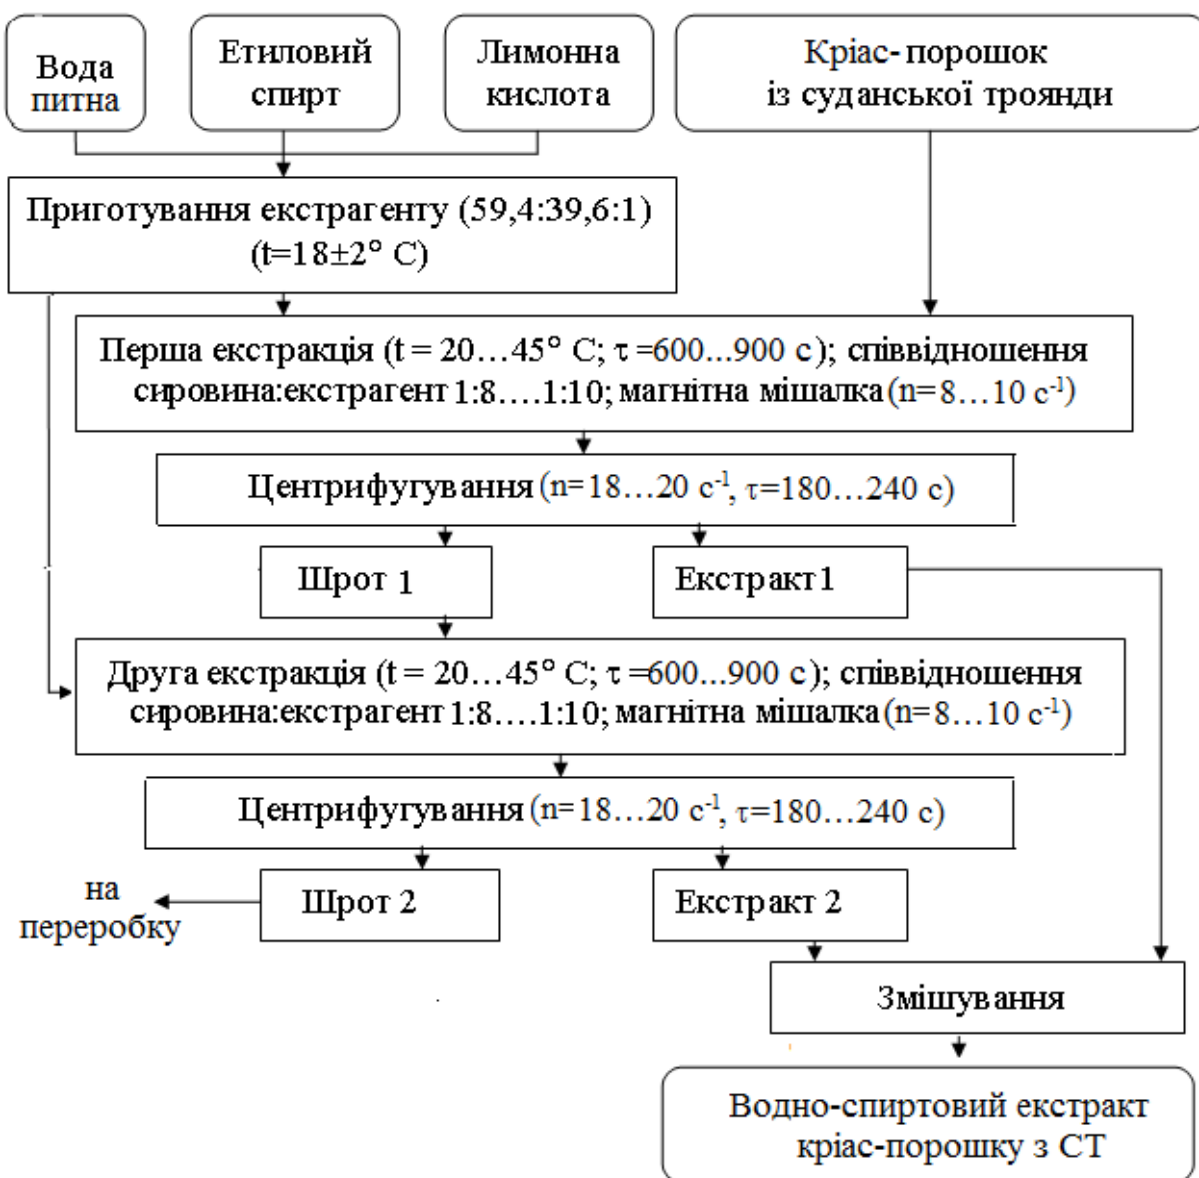 Вода
питна
Етиловий
спирт
Лимонна
кислота
Кріас- порошок
із суданської троянди
Приготування екстрагенту (59,4:39,6:1)
(t=18±2° C)
Перша екстракція (t = 20…45° C; τ =600...900 с); співвідношення
сировина:екстрагент 1:8….1:10; магнітна мішалка (n=8…10 с⁻¹)
Центрифугування (n=18…20 с⁻¹, τ=180…240 с)
Шрот 1
Екстракт 1
Друга екстракція (t = 20…45° C; τ =600...900 с); співвідношення
сировина:екстрагент 1:8….1:10; магнітна мішалка (n=8…10 с⁻¹)
Центрифугування (n=18…20 с⁻¹, τ=180…240 с)
на
переробку
Шрот 2
Екстракт 2
Змішування
Водно-спиртовий екстракт
кріас-порошку з СТ